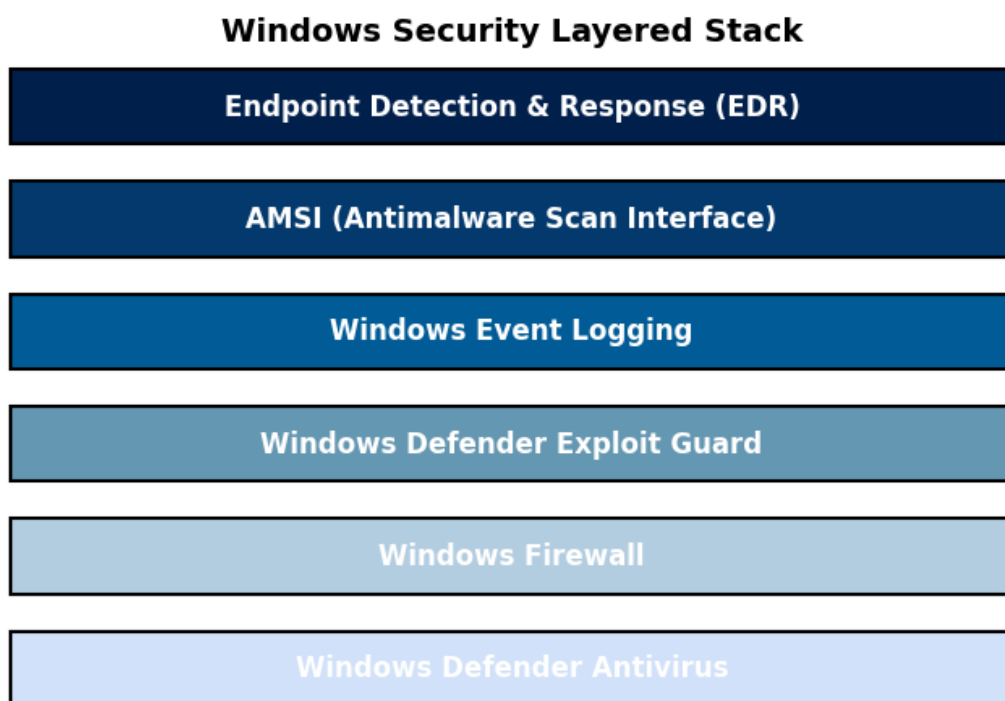 Windows Security Layered Stack
Endpoint Detection & Response (EDR)
AMSI (Antimalware Scan Interface)
Windows Event Logging
Windows Defender Exploit Guard
Windows Firewall
Windows Defender Antivirus